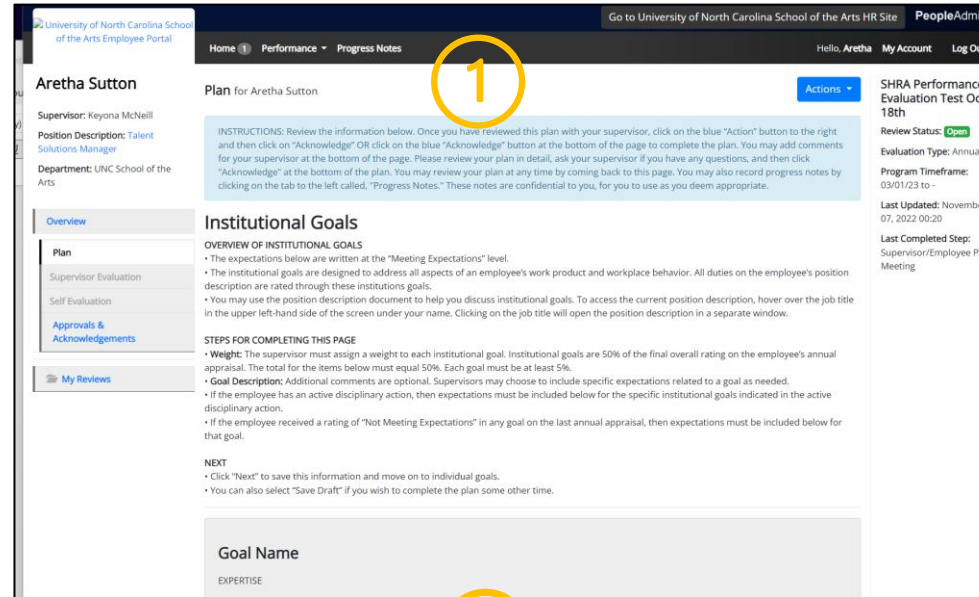 University of North Carolina School
of the Arts Employee Portal
Go to University of North Carolina School of the Arts HR Site
PeopleAdmi
Home 1 Performance Progress Notes
Hello, Aretha My Account Log Ou
Aretha Sutton
Supervisor: Keyona McNeill
Position Description: Talent
Solutions Manager
Department: UNC School of the
Arts
Overview
Plan
Supervisor Evaluation
Self Evaluation
Approvals &
Acknowledgements
My Reviews
Plan for Aretha Sutton
1
Actions
INSTRUCTIONS: Review the information below. Once you have reviewed this plan with your supervisor, click on the blue "Action" button to the right
and then click on "Acknowledge" OR click on the blue "Acknowledge" button at the bottom of the page to complete the plan. You may add comments
for your supervisor at the bottom of the page. Please review your plan in detail, ask your supervisor if you have any questions, and then click
"Acknowledge" at the bottom of the plan. You may review your plan at any time by coming back to this page. You may also record progress notes by
clicking on the tab to the left called, "Progress Notes." These notes are confidential to you, for you to use as you deem appropriate.
Institutional Goals
OVERVIEW OF INSTITUTIONAL GOALS
• The expectations below are written at the "Meeting Expectations" level.
• The institutional goals are designed to address all aspects of an employee's work product and workplace behavior. All duties on the employee's position
description are rated through these institutions goals.
• You may use the position description document to help you discuss institutional goals. To access the current position description, hover over the job title
in the upper left-hand side of the screen under your name. Clicking on the job title will open the position description in a separate window.
STEPS FOR COMPLETING THIS PAGE
• Weight: The supervisor must assign a weight to each institutional goal. Institutional goals are 50% of the final overall rating on the employee's annual
appraisal. The total for the items below must equal 50%. Each goal must be at least 5%.
• Goal Description: Additional comments are optional. Supervisors may choose to include specific expectations related to a goal as needed.
• If the employee has an active disciplinary action, then expectations must be included below for the specific institutional goals indicated in the active
disciplinary action.
• If the employee received a rating of "Not Meeting Expectations" in any goal on the last annual appraisal, then expectations must be included below for
that goal.
NEXT
• Click "Next" to save this information and move on to individual goals.
• You can also select "Save Draft" if you wish to complete the plan some other time.
Goal Name
EXPERTISE
SHRA Performance
Evaluation Test Oc
18th
Review Status: Open
Evaluation Type: Annua
Program Timeframe:
03/01/23 to -
Last Updated: Novembe
07, 2022 00:20
Last Completed Step:
Supervisor/Employee P
Meeting